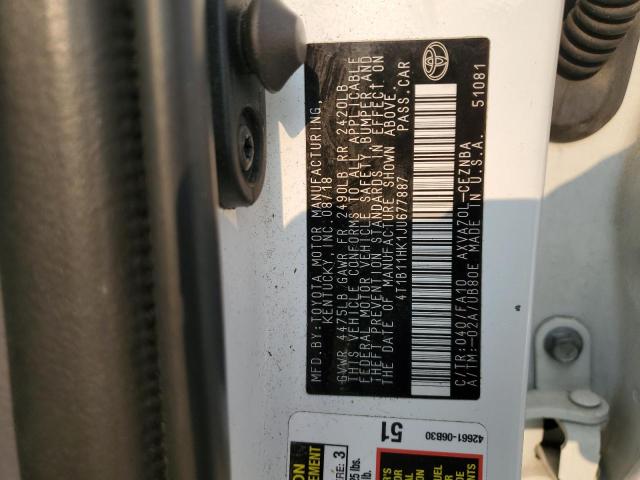 MFD.BY:TOYOTA MOTOR MANUFACTURING,
KENTUCKY,INC.08/18
GVWR 4475LB GAWR FR 2490LB RR 2420LB
THIS VEHICLE CONFORMS TO ALL APPLICABLE
FEDERAL MOTOR VEHICLE SAFETY, BUMPER,AND
THEFT PREVENTION STANDARDS IN EFFECT ON
THE DATE OF MANUFACTURE SHOWN ABOVE.
4T1B11HK1JU677887 PASS.CAR
C/TR:040/FA10 AXVA70L-CEZNBA
A/TM:-02A/UB80E MADE IN U.S.A. 51081
51
42661-06B30